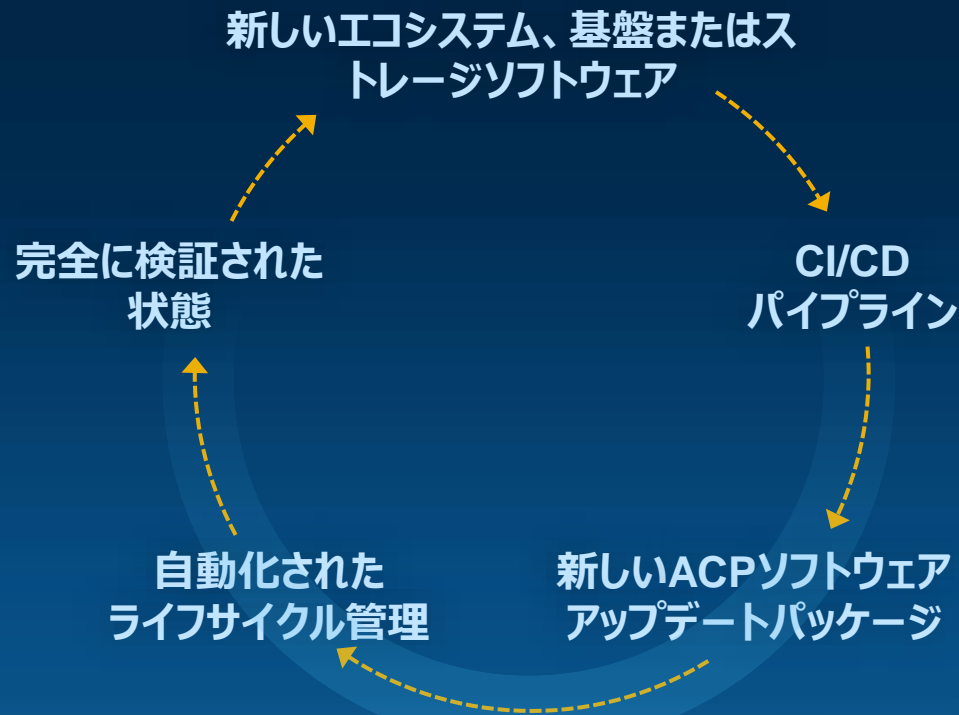 新しいエコシステム、基盤またはス
トレージソフトウェア
CI/CD
パイプライン
新しいACPソフトウェア
アップデートパッケージ
自動化された
ライフサイクル管理
完全に検証された
状態